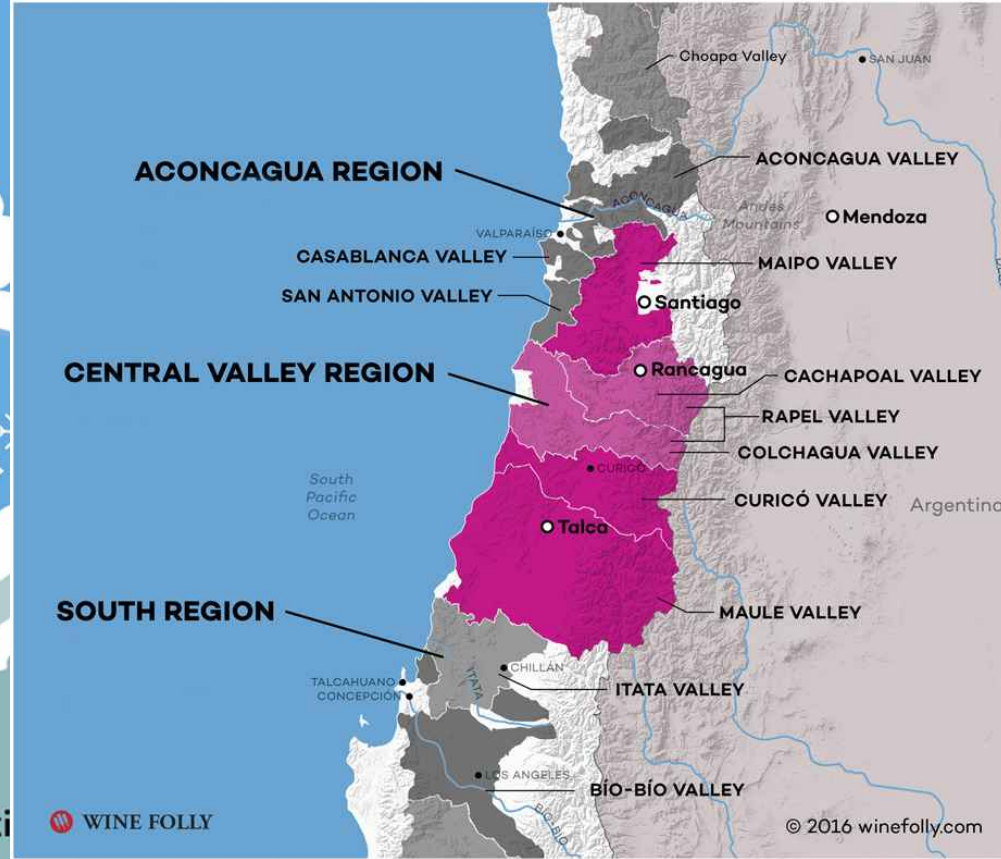 Choapa Valley
SAN JUAN
ACONCAGUA VALLEY
ACONCAGUA REGION
ACONCAGUA
Andes
Mountains
Mendoza
VALPARAÍSO
CASABLANCA VALLEY
MAIPO VALLEY
SAN ANTONIO VALLEY
Santiago
CENTRAL VALLEY REGION
Rancagua
CACHAPOAL VALLEY
RAPEL VALLEY
COLCHAGUA VALLEY
CURICÓ
South
Pacific
Ocean
CURICÓ VALLEY
Argentina
Talca
SOUTH REGION
MAULE VALLEY
CHILLÁN
TALCAHUANO
CONCEPCIÓN
ITATA
ITATA VALLEY
LOS ANGELES
BÍO-BÍO VALLEY
BÍO-BÍO
WINE FOLLY
© 2016 winefolly.com